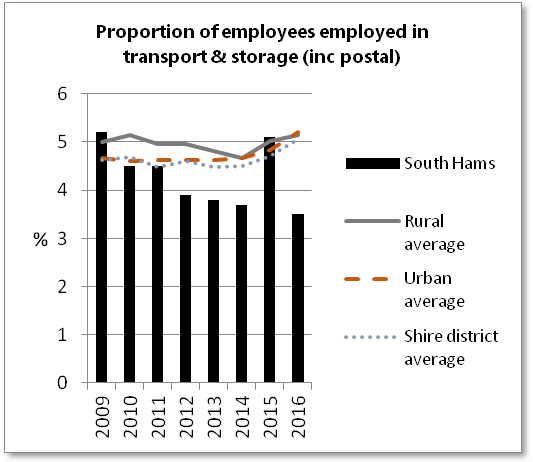 Proportion of employees employed in
transport & storage (inc postal)
6
5
4
3
2
1
0
%
2009
2010
2011
2012
2013
2014
2015
2016
South Hams
Rural
average
Urban
average
Shire district
average